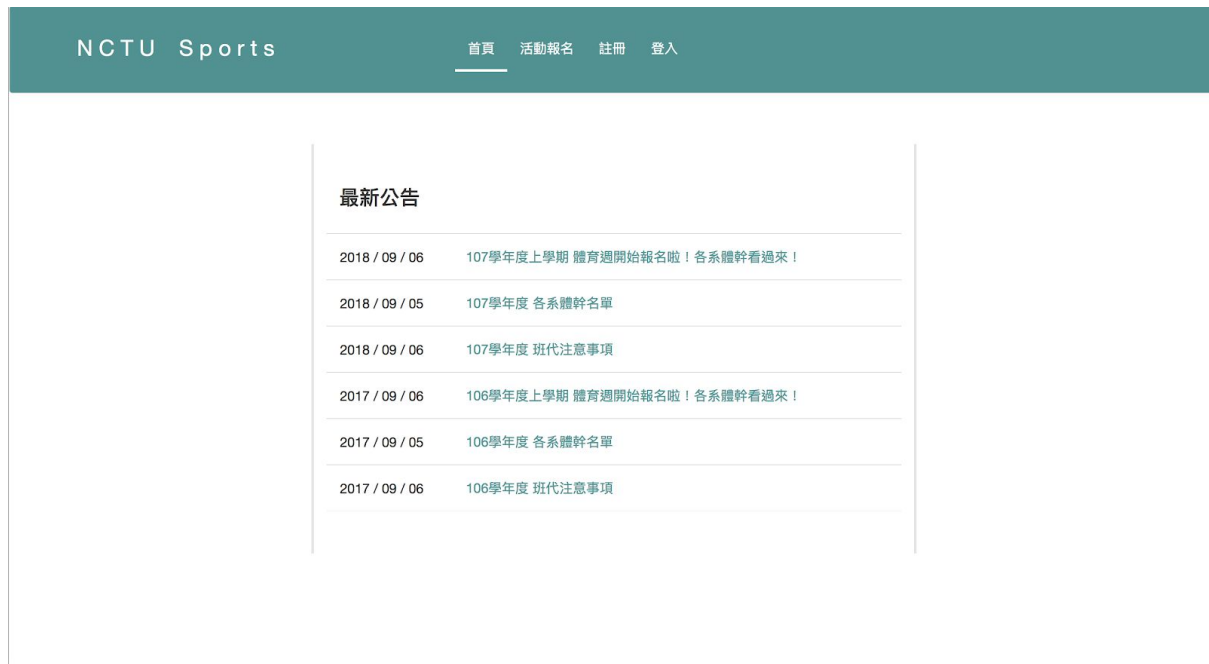 NCTU Sports
首頁 活動報名 註冊 登入
最新公告
2018 / 09 / 06 107學年度上學期 體育週開始報名啦！各系體幹看過來！
2018 / 09 / 05 107學年度 各系體幹名單
2018 / 09 / 06 107學年度 班代注意事項
2017 / 09 / 06 106學年度上學期 體育週開始報名啦！各系體幹看過來！
2017 / 09 / 05 106學年度 各系體幹名單
2017 / 09 / 06 106學年度 班代注意事項